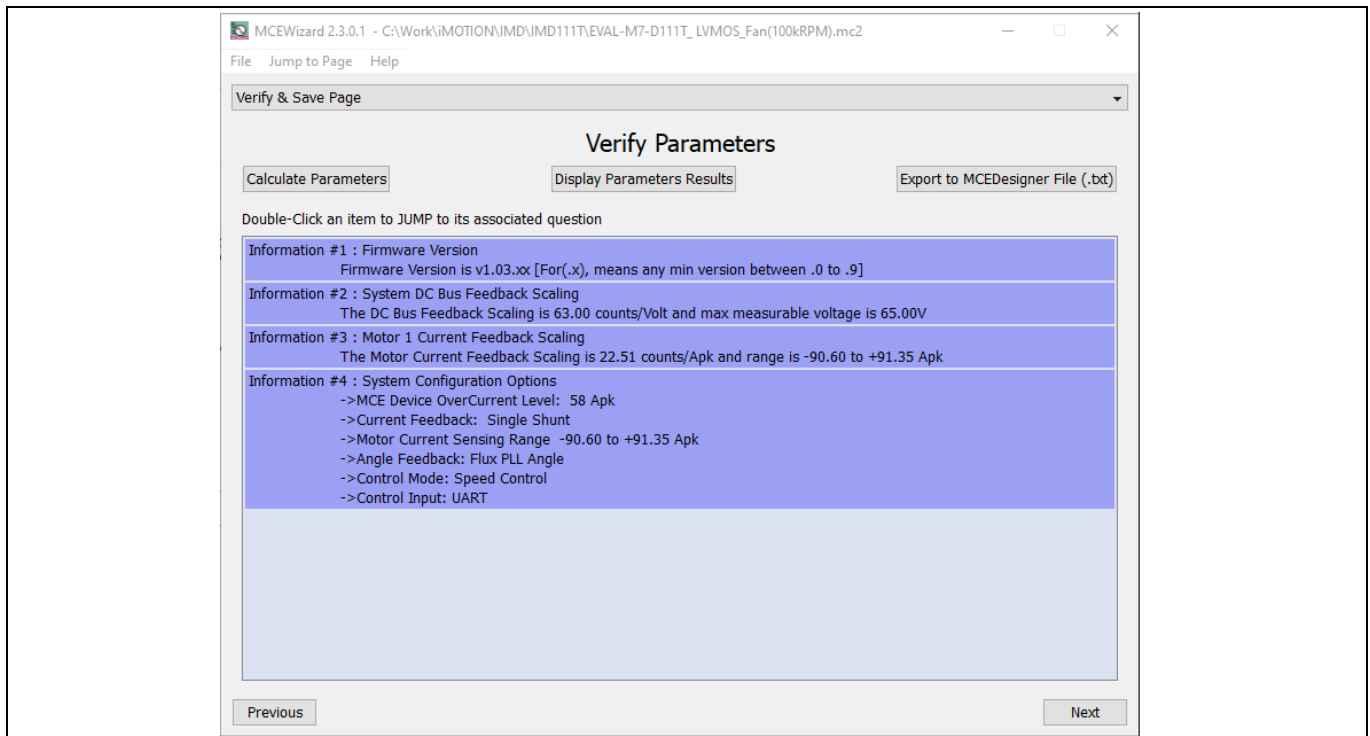 MCEWizard 2.3.0.1 - C:\Work\iMOTION\IMD\IMD111T\EVAL-M7-D111T_ LVMOS_Fan(100kRPM).mc2
File Jump to Page Help
Verify & Save Page
Verify Parameters
Calculate Parameters Display Parameters Results Export to MCEDesigner File (.txt)
Double-Click an item to JUMP to its associated question
Information #1 : Firmware Version
Firmware Version is v1.03.xx [For(.x), means any min version between .0 to .9]
Information #2 : System DC Bus Feedback Scaling
The DC Bus Feedback Scaling is 63.00 counts/Volt and max measurable voltage is 65.00V
Information #3 : Motor 1 Current Feedback Scaling
The Motor Current Feedback Scaling is 22.51 counts/Apk and range is -90.60 to +91.35 Apk
Information #4 : System Configuration Options
->MCE Device OverCurrent Level: 58 Apk
->Current Feedback: Single Shunt
->Motor Current Sensing Range -90.60 to +91.35 Apk
->Angle Feedback: Flux PLL Angle
->Control Mode: Speed Control
->Control Input: UART
Previous Next